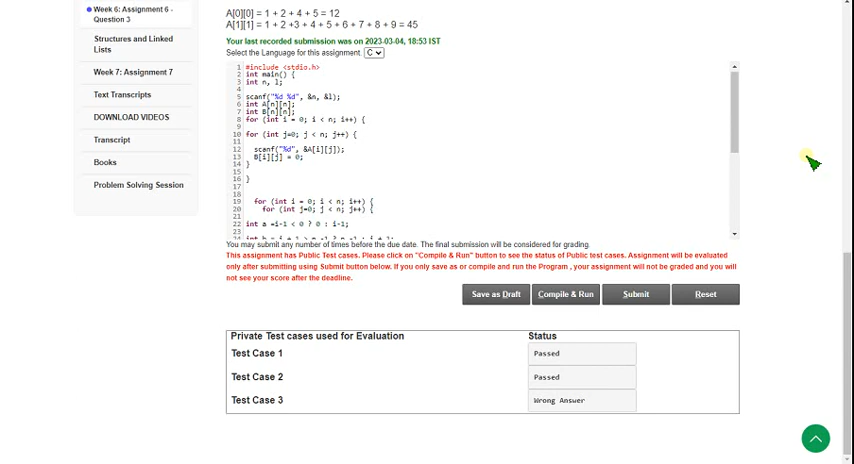 Week 6: Assignment 6 -
Question 3
Structures and Linked
Lists
Week 7: Assignment 7
Text Transcripts
DOWNLOAD VIDEOS
Transcript
Books
Problem Solving Session
A[0][0] = 1 + 2 + 4 + 5 = 12
A[1][1] = 1 + 2 +3 + 4 + 5 + 6 + 7 + 8 + 9 = 45
Your last recorded submission was on 2023-03-04, 18:53 IST
Select the Language for this assignment. C
1 #include <stdio.h>
2 int main() {
3 int n, l;
4
5 scanf("%d %d", &n, &l);
6 int A[n][n];
7 int B[n][n];
8 for (int i = 0; i < n; i++) {
9
10 for (int j=0; j < n; j++) {
11
12 scanf("%d", &A[i][j]);
13 B[i][j] = 0;
14 }
15
16 }
17
18
19 for (int i = 0; i < n; i++) {
20 for (int j=0; j < n; j++) {
21
22 int a =i-1 < 0 ? 0 : i-1;
23
You may submit any number of times before the due date. The final submission will be considered for grading.
This assignment has Public Test cases. Please click on "Compile & Run" button to see the status of Public test cases. Assignment will be evaluated
only after submitting using Submit button below. If you only save as or compile and run the Program , your assignment will not be graded and you will
not see your score after the deadline.
Save as Draft Compile & Run Submit Reset
Private Test cases used for Evaluation Status
Test Case 1 Passed
Test Case 2 Passed
Test Case 3 Wrong Answer